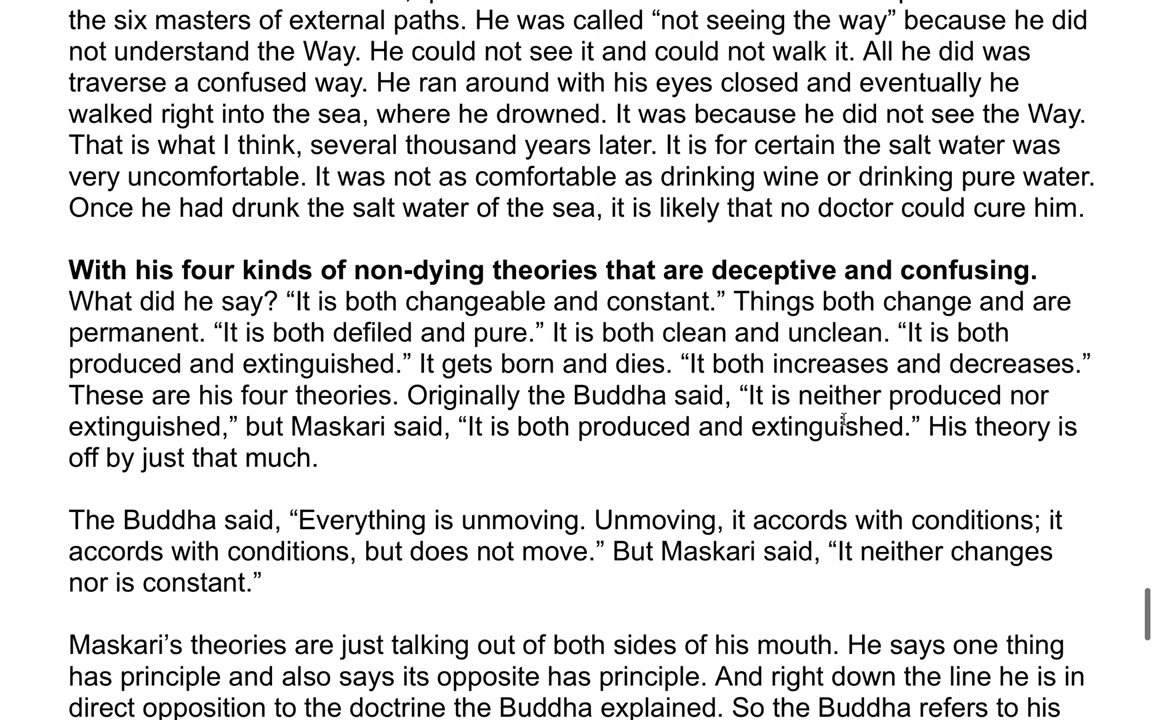 the six masters of external paths. He was called “not seeing the way” because he did
not understand the Way. He could not see it and could not walk it. All he did was
traverse a confused way. He ran around with his eyes closed and eventually he
walked right into the sea, where he drowned. It was because he did not see the Way.
That is what I think, several thousand years later. It is for certain the salt water was
very uncomfortable. It was not as comfortable as drinking wine or drinking pure water.
Once he had drunk the salt water of the sea, it is likely that no doctor could cure him.
With his four kinds of non-dying theories that are deceptive and confusing.
What did he say? “It is both changeable and constant.” Things both change and are
permanent. “It is both defiled and pure.” It is both clean and unclean. “It is both
produced and extinguished.” It gets born and dies. “It both increases and decreases.”
These are his four theories. Originally the Buddha said, “It is neither produced nor
extinguished,” but Maskari said, “It is both produced and extinguished.” His theory is
off by just that much.
The Buddha said, “Everything is unmoving. Unmoving, it accords with conditions; it
accords with conditions, but does not move.” But Maskari said, “It neither changes
nor is constant.”
Maskari’s theories are just talking out of both sides of his mouth. He says one thing
has principle and also says its opposite has principle. And right down the line he is in
direct opposition to the doctrine the Buddha explained. So the Buddha refers to his